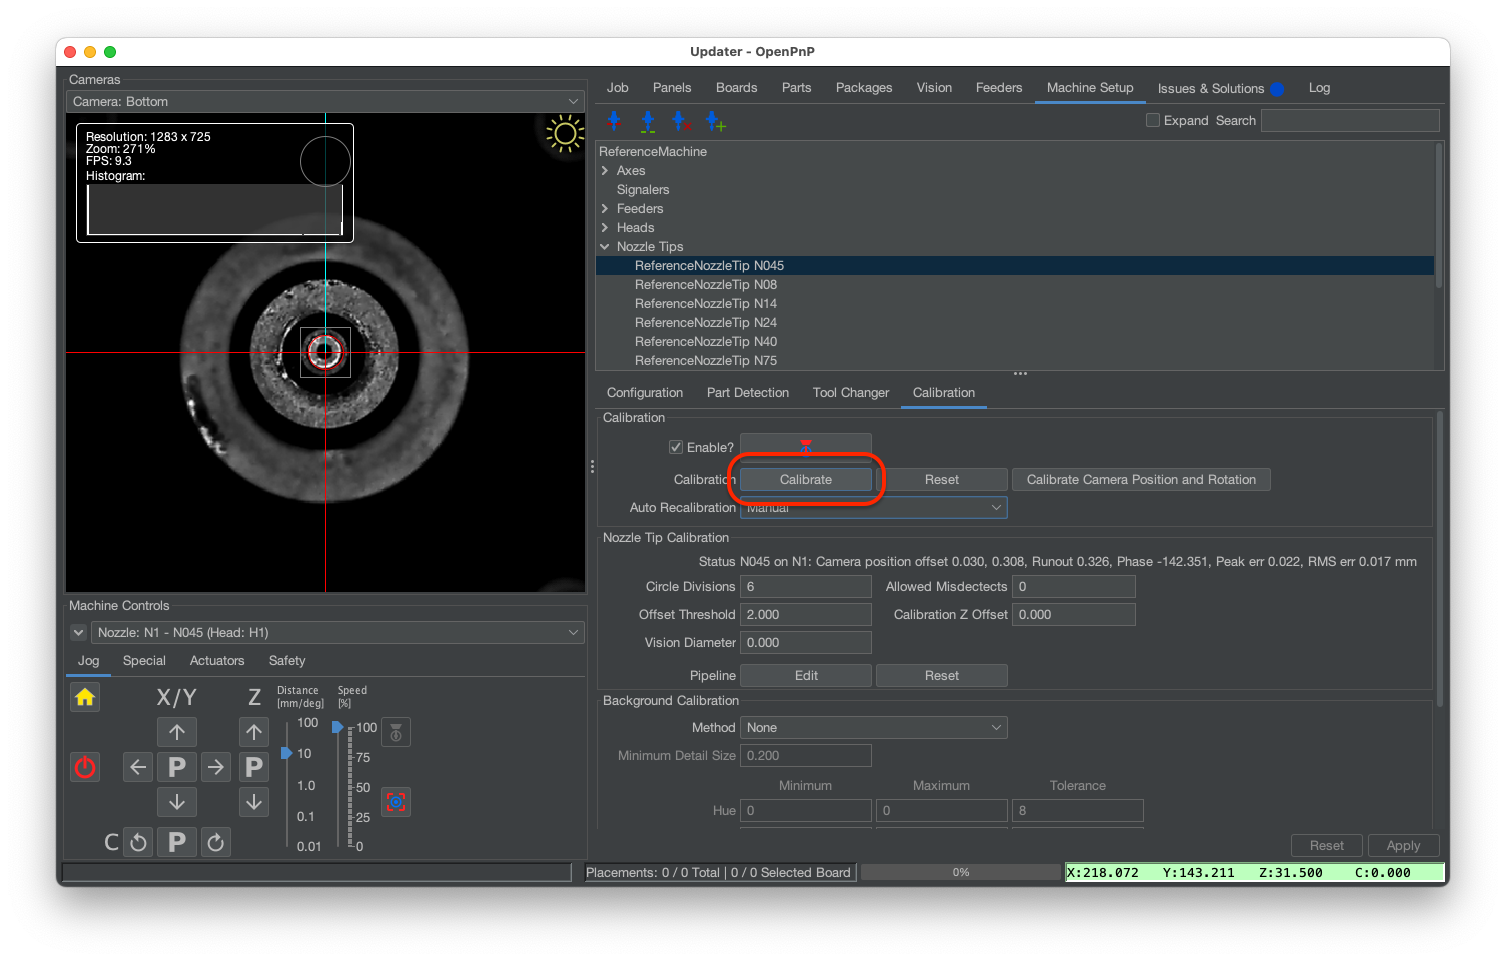 Updater - OpenPnP
Cameras
Camera: Bottom
Resolution: 1283 x 725
Zoom: 271%
FPS: 9.3
Histogram:
Machine Controls
Nozzle: N1 - N045 (Head: H1)
Jog Special Actuators Safety
X/Y Z Distance [mm/deg] Speed [%]
100
10
1.0
0.1
0.01
100
75
50
25
0
P P
C P
Job Panels Boards Parts Packages Vision Feeders Machine Setup Issues & Solutions Log
Expand Search
ReferenceMachine
Axes
Signalers
Feeders
Heads
Nozzle Tips
ReferenceNozzleTip N045
ReferenceNozzleTip N08
ReferenceNozzleTip N14
ReferenceNozzleTip N24
ReferenceNozzleTip N40
ReferenceNozzleTip N75
Configuration Part Detection Tool Changer Calibration
Calibration
Enable?
Calibration Calibrate Reset Calibrate Camera Position and Rotation
Auto Recalibration Manual
Nozzle Tip Calibration
Status N045 on N1: Camera position offset 0.030, 0.308, Runout 0.326, Phase -142.351, Peak err 0.022, RMS err 0.017 mm
Circle Divisions 6 Allowed Misdectects 0
Offset Threshold 2.000 Calibration Z Offset 0.000
Vision Diameter 0.000
Pipeline Edit Reset
Background Calibration
Method None
Minimum Detail Size 0.200
Minimum Maximum Tolerance
Hue 0 0 8
Reset Apply
Placements: 0 / 0 Total | 0 / 0 Selected Board 0% X:218.072 Y:143.211 Z:31.500 C:0.000